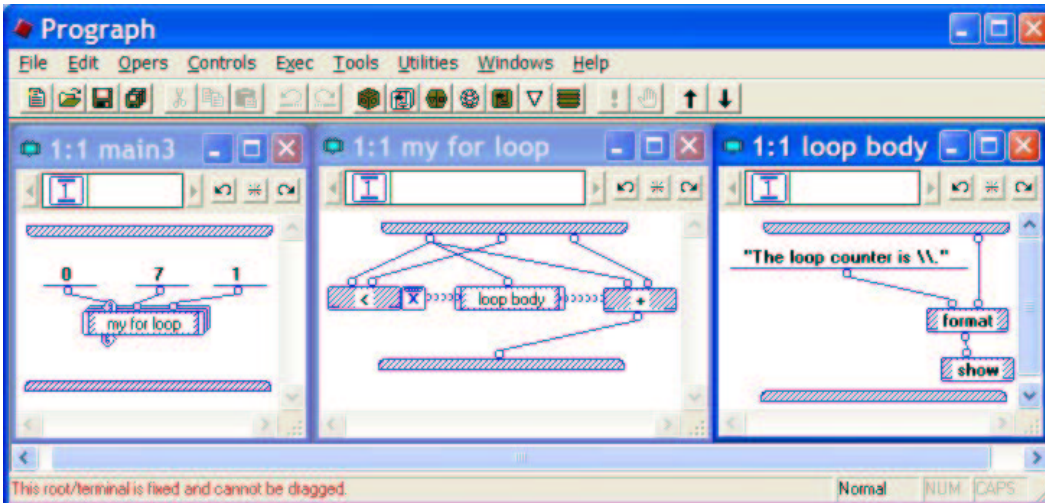 Prograph
File Edit Opers Controls Exec Tools Utilities Windows Help
1:1 main3
1:1 my for loop
1:1 loop body
0 7 1
my for loop
< x loop body +
"The loop counter is \\."
format
show
This root/terminal is fixed and cannot be dragged.
Normal NUM CAPS